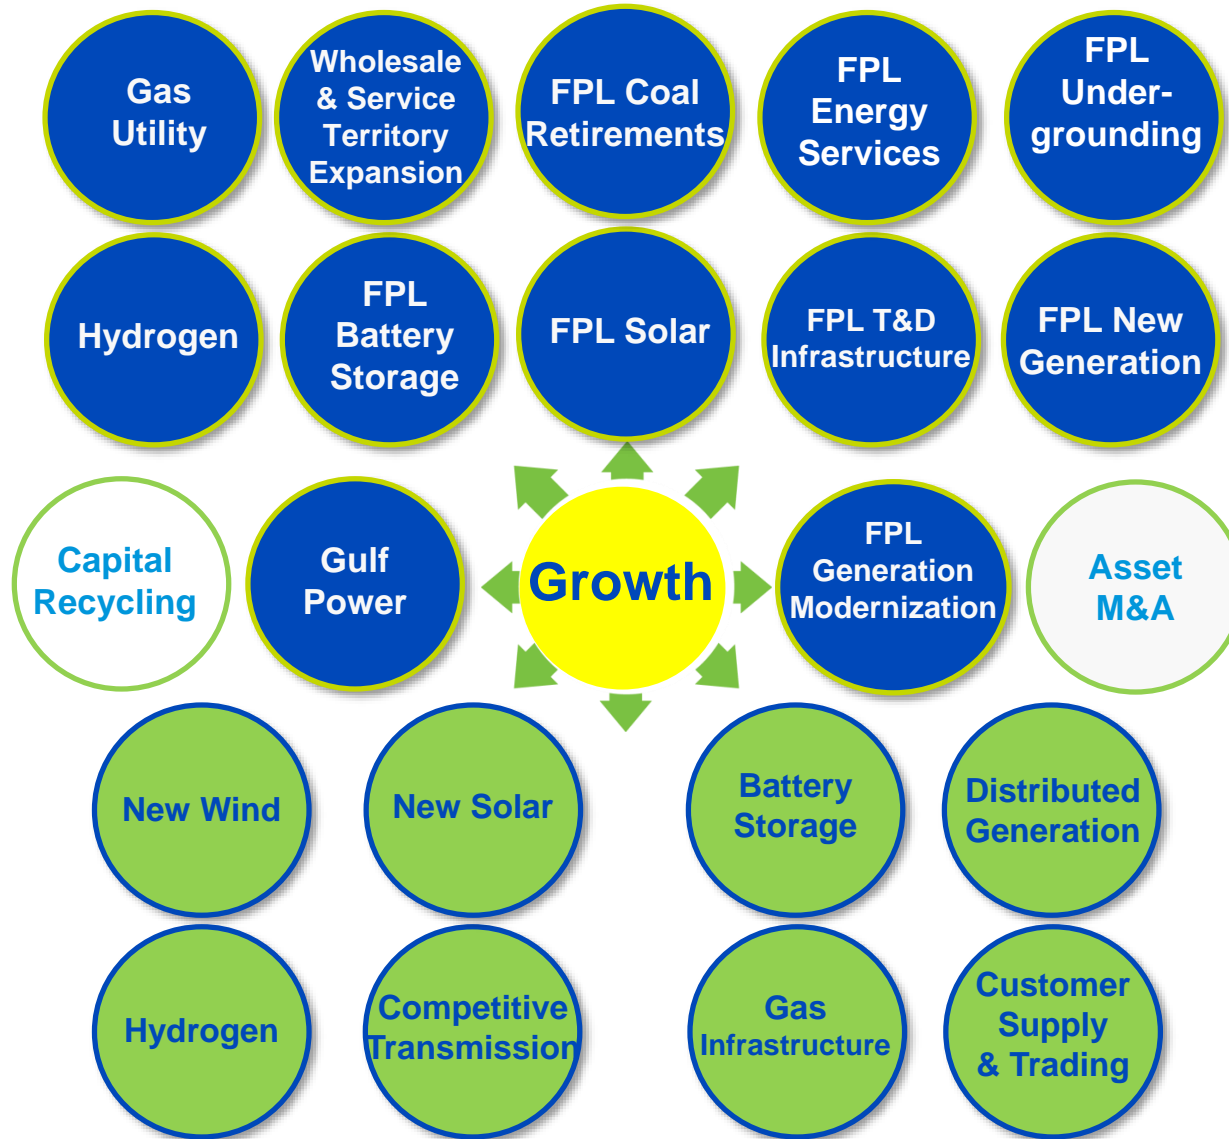 Gas
Utility
Wholesale
& Service
Territory
Expansion
FPL Coal
Retirements
FPL
Energy
Services
FPL
Under-
grounding
Hydrogen
FPL
Battery
Storage
FPL Solar
FPL T&D
Infrastructure
FPL New
Generation
Capital
Recycling
Gulf
Power
Growth
FPL
Generation
Modernization
Asset
M&A
New Wind
New Solar
Battery
Storage
Distributed
Generation
Hydrogen
Competitive
Transmission
Gas
Infrastructure
Customer
Supply
& Trading